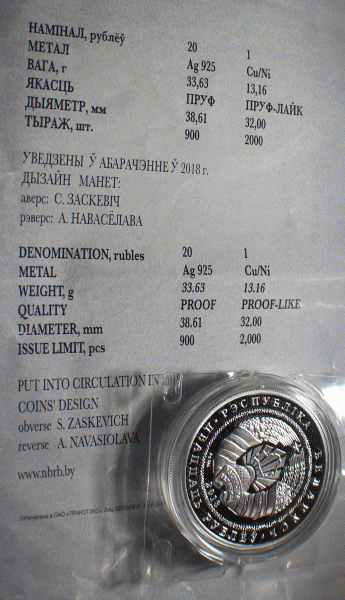 НАМІНАЛ, рублёў 20 1
МЕТАЛ Ag 925 Cu/Ni
ВАГА, г 33,63 13,16
ЯКАСЦЬ ПРУФ ПРУФ-ЛАЙК
ДЫЯМЕТР, мм 38,61 32,00
ТЫРАЖ, шт. 900 2000
УВЕДЗЕНЫ Ў АБАРАЧЭННЕ Ў 2018 г.
ДЫЗАЙН МАНЕТ:
аверс: С. ЗАСКЕВІЧ
рэверс: А. НАВАСЁЛАВА
DENOMINATION, rubles 20 1
METAL Ag 925 Cu/Ni
WEIGHT, g 33.63 13.16
QUALITY PROOF PROOF-LIKE
DIAMETER, mm 38.61 32.00
ISSUE LIMIT, pcs 900 2,000
PUT INTO CIRCULATION IN
COINS' DESIGN
obverse S. ZASKEVICH
reverse A. NAVASIOLAVA
www.nbrb.by
Отпечатано в ОАО «ТРАНСТЭКС»
РЭСПУБЛІКА БЕЛАРУСЬ